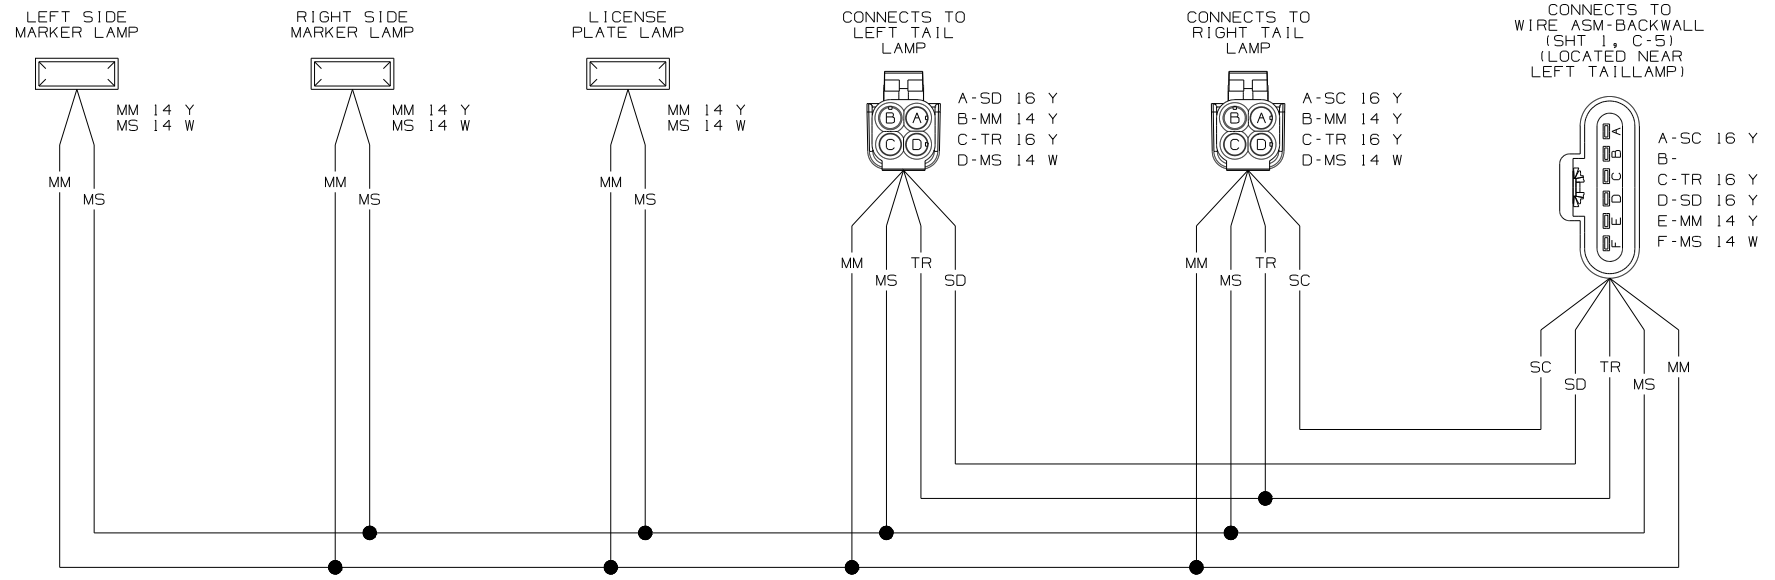 LEFT SIDE
MARKER LAMP
MM 14 Y
MS 14 W
MM
MS
RIGHT SIDE
MARKER LAMP
MM 14 Y
MS 14 W
MM
MS
LICENSE
PLATE LAMP
MM 14 Y
MS 14 W
MM
MS
CONNECTS TO
LEFT TAIL
LAMP
B A
C D
A-SD 16 Y
B-MM 14 Y
C-TR 16 Y
D-MS 14 W
MM
MS
TR
SD
CONNECTS TO
RIGHT TAIL
LAMP
B A
C D
A-SC 16 Y
B-MM 14 Y
C-TR 16 Y
D-MS 14 W
MM
MS
TR
SC
CONNECTS TO
WIRE ASM-BACKWALL
(SHT 1, C-5)
(LOCATED NEAR
LEFT TAILLAMP)
A
B
C
D
E
F
A-SC 16 Y
B-
C-TR 16 Y
D-SD 16 Y
E-MM 14 Y
F-MS 14 W
SC
SD
TR
MS
MM